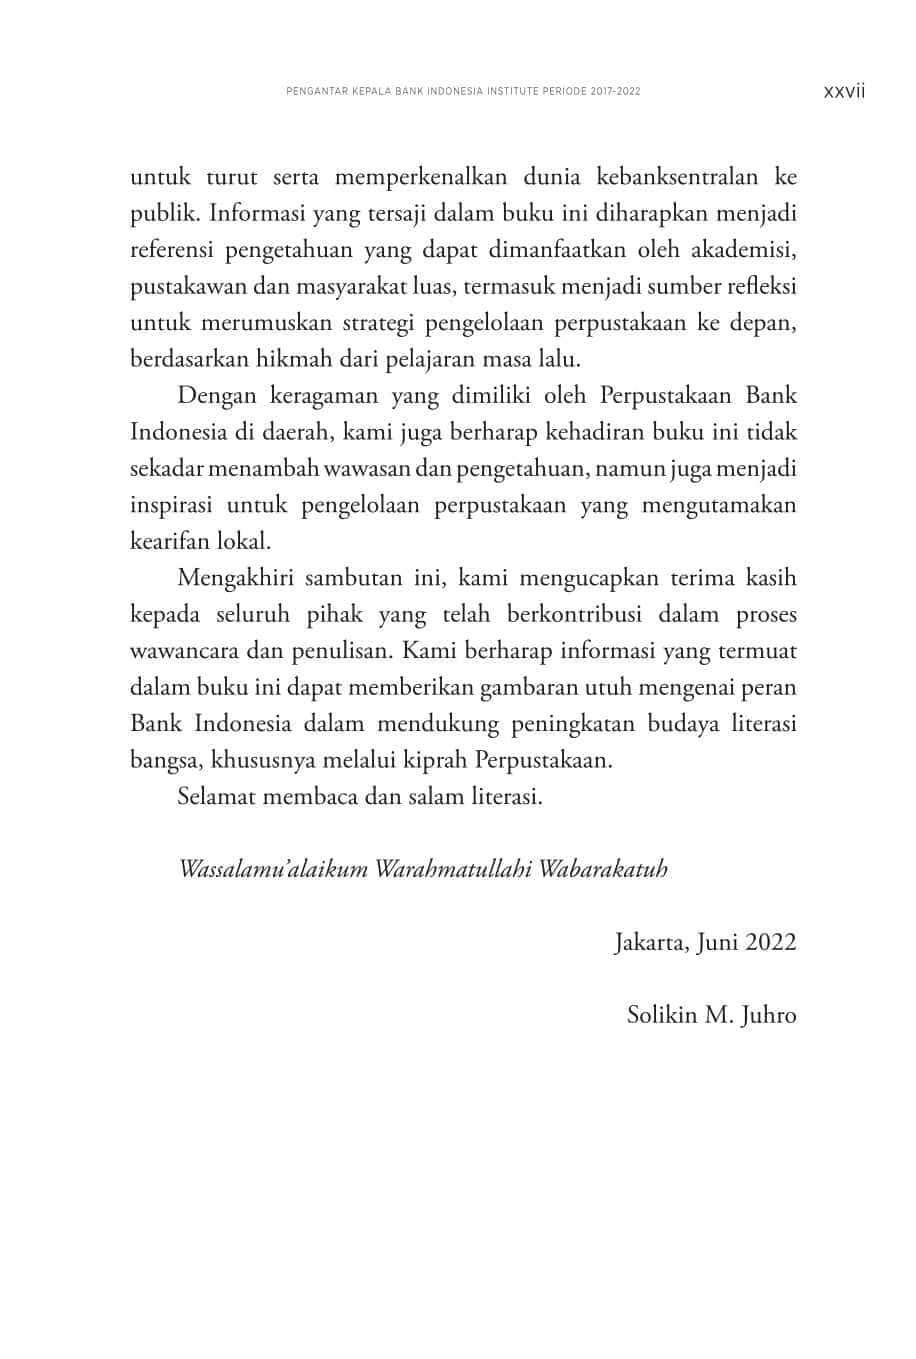 PENGANTAR KEPALA BANK INDONESIA INSTITUTE PERIODE 2017-2022 xxvii
untuk turut serta memperkenalkan dunia kebanksentralan ke
publik. Informasi yang tersaji dalam buku ini diharapkan menjadi
referensi pengetahuan yang dapat dimanfaatkan oleh akademisi,
pustakawan dan masyarakat luas, termasuk menjadi sumber refleksi
untuk merumuskan strategi pengelolaan perpustakaan ke depan,
berdasarkan hikmah dari pelajaran masa lalu.
Dengan keragaman yang dimiliki oleh Perpustakaan Bank
Indonesia di daerah, kami juga berharap kehadiran buku ini tidak
sekadar menambah wawasan dan pengetahuan, namun juga menjadi
inspirasi untuk pengelolaan perpustakaan yang mengutamakan
kearifan lokal.
Mengakhiri sambutan ini, kami mengucapkan terima kasih
kepada seluruh pihak yang telah berkontribusi dalam proses
wawancara dan penulisan. Kami berharap informasi yang termuat
dalam buku ini dapat memberikan gambaran utuh mengenai peran
Bank Indonesia dalam mendukung peningkatan budaya literasi
bangsa, khususnya melalui kiprah Perpustakaan.
Selamat membaca dan salam literasi.
Wassalamu’alaikum Warahmatullahi Wabarakatuh
Jakarta, Juni 2022
Solikin M. Juhro